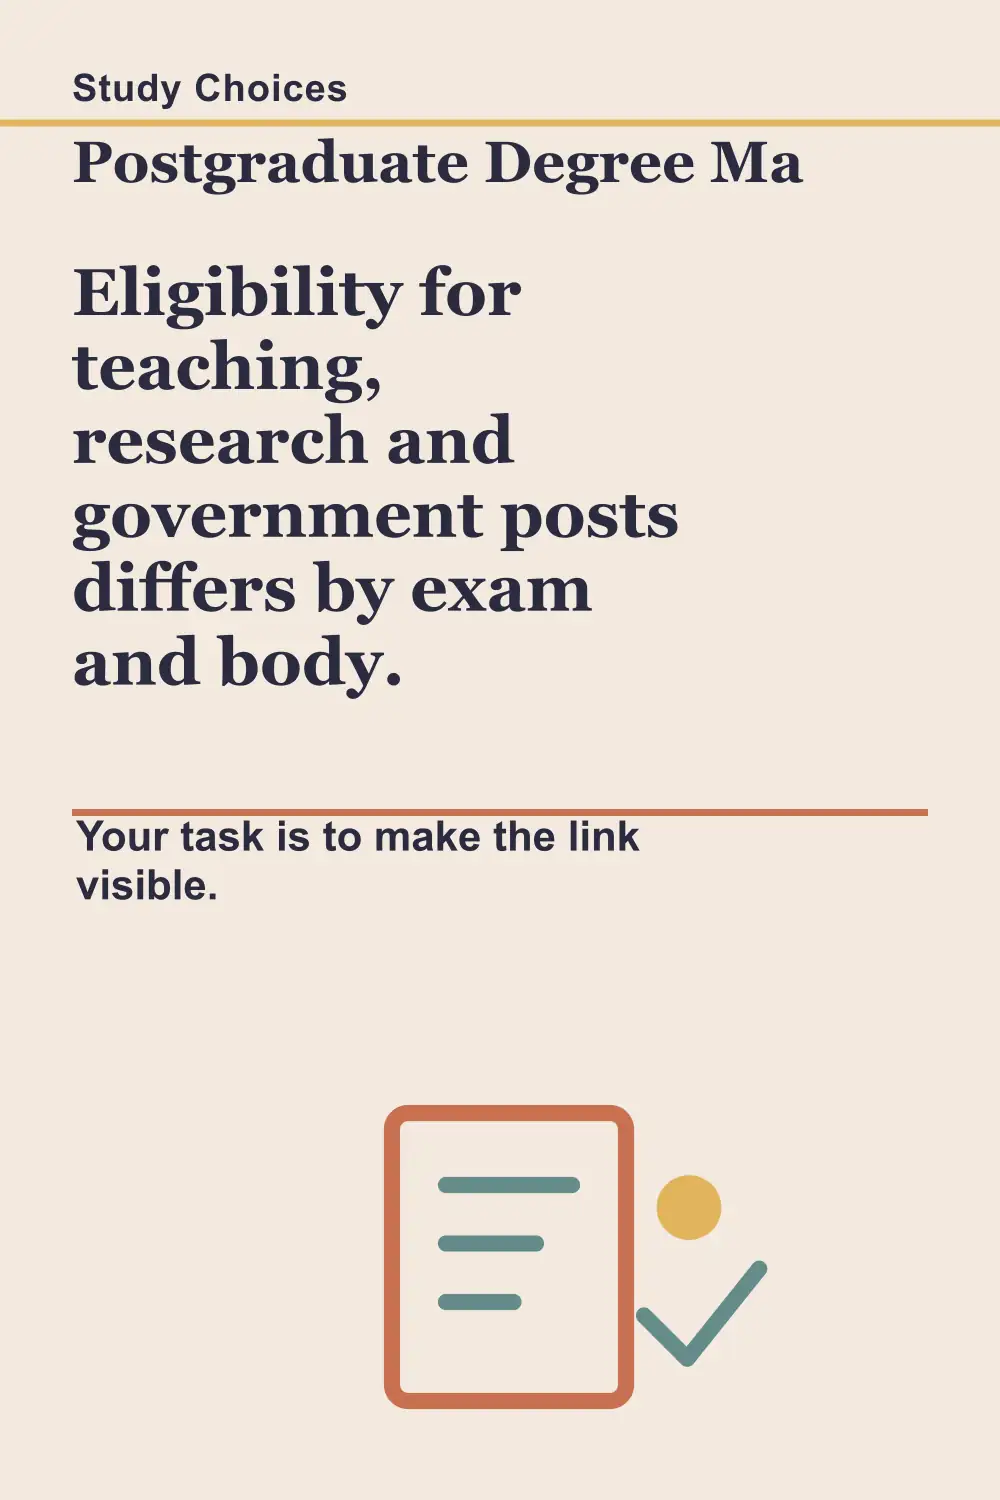 Study Choices
Postgraduate Degree Ma
Eligibility for
teaching,
research and
government posts
differs by exam
and body.
Your task is to make the link
visible.